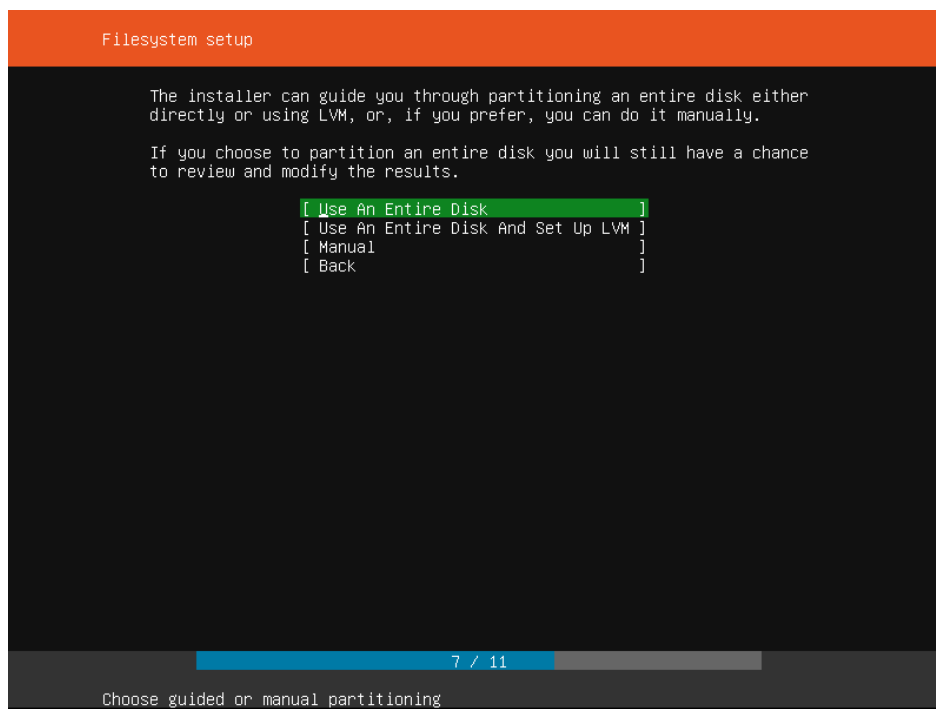 Filesystem setup
The installer can guide you through partitioning an entire disk either
directly or using LVM, or, if you prefer, you can do it manually.
If you choose to partition an entire disk you will still have a chance
to review and modify the results.
[ Use An Entire Disk ]
[ Use An Entire Disk And Set Up LVM ]
[ Manual ]
[ Back ]
7 / 11
Choose guided or manual partitioning